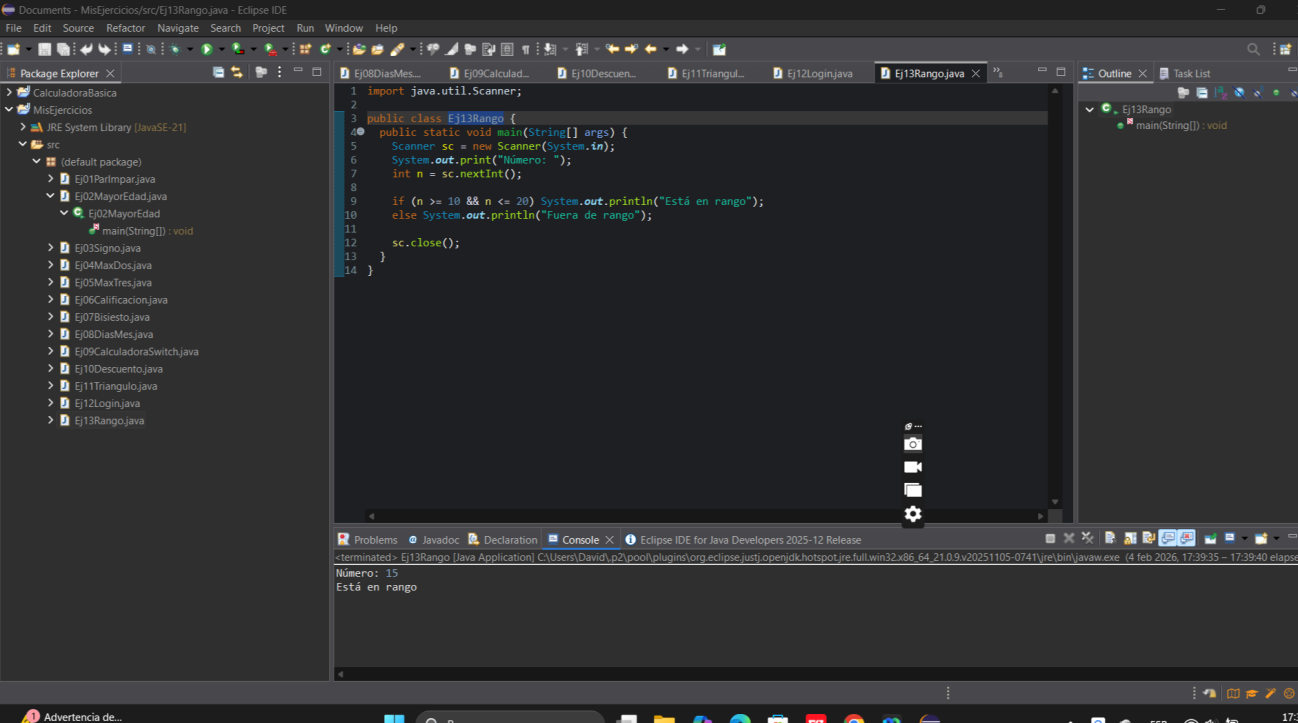 Documents - MisEjercicios/src/Ej13Rango.java - Eclipse IDE
File Edit Source Refactor Navigate Search Project Run Window Help
Package Explorer
CalculadoraBasica
MisEjercicios
JRE System Library [JavaSE-21]
src
(default package)
Ej01ParImpar.java
Ej02MayorEdad.java
Ej02MayorEdad
main(String[]) : void
Ej03Signo.java
Ej04MaxDos.java
Ej05MaxTres.java
Ej06Calificacion.java
Ej07Bisiesto.java
Ej08DiasMes.java
Ej09CalculadoraSwitch.java
Ej10Descuento.java
Ej11Triangulo.java
Ej12Login.java
Ej13Rango.java
Ej08DiasMes.... Ej09Calculad... Ej10Descuen... Ej11Triangul... Ej12Login.java Ej13Rango.java
1 import java.util.Scanner;
2
3 public class Ej13Rango {
4 public static void main(String[] args) {
5 Scanner sc = new Scanner(System.in);
6 System.out.print("Número: ");
7 int n = sc.nextInt();
8
9 if (n >= 10 && n <= 20) System.out.println("Está en rango");
10 else System.out.println("Fuera de rango");
11
12 sc.close();
13 }
14 }
Outline Task List
Ej13Rango
main(String[]) : void
Problems Javadoc Declaration Console Eclipse IDE for Java Developers 2025-12 Release
<terminated> Ej13Rango [Java Application] C:\Users\David\.p2\pool\plugins\org.eclipse.justj.openjdk.hotspot.jre.full.win32.x86_64_21.0.9.v20251105-0741\jre\bin\javaw.exe (4 feb 2026, 17:39:35 – 17:39:40 elapse
Número: 15
Está en rango
1
Advertencia de...